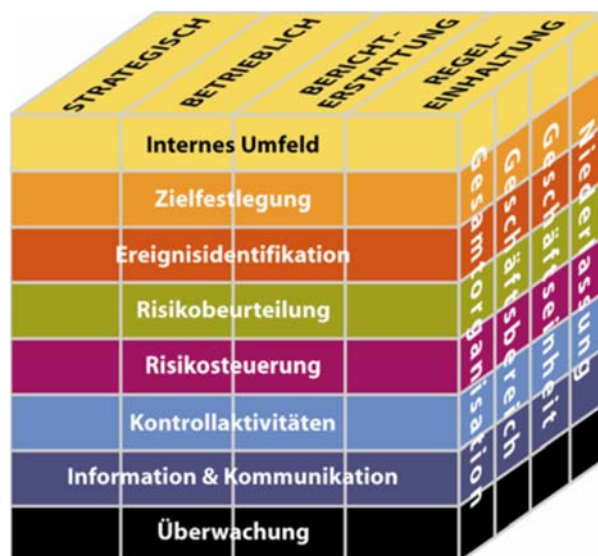 STRATEGISCH
BETRIEBLICH
BERICHT-
ERSTATTUNG
REGEL-
EINHALTUNG
Internes Umfeld
Zielfestlegung
Ereignisidentifikation
Risikobeurteilung
Risikosteuerung
Kontrollaktivitäten
Information & Kommunikation
Überwachung
Gesamtorganisation
Geschäftsbereich
Geschäftseinheit
Niederlassung